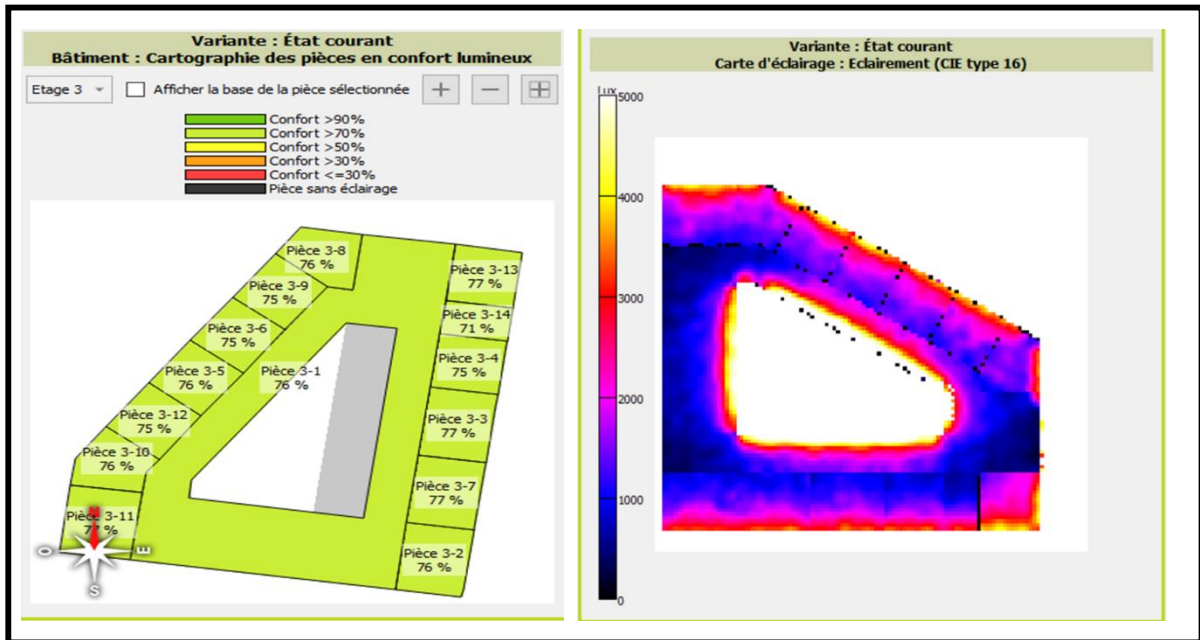 Variante : État courant
Bâtiment : Cartographie des pièces en confort lumineux
Etage 3
Afficher la base de la pièce sélectionnée
Confort >90%
Confort >70%
Confort >50%
Confort >30%
Confort <=30%
Pièce sans éclairage
Pièce 3-8
76 %
Pièce 3-13
77 %
Pièce 3-9
75 %
Pièce 3-14
71 %
Pièce 3-6
75 %
Pièce 3-4
75 %
Pièce 3-5
76 %
Pièce 3-1
76 %
Pièce 3-12
75 %
Pièce 3-3
77 %
Pièce 3-10
76 %
Pièce 3-7
77 %
Pièce 3-11
%
Pièce 3-2
76 %
O
E
S
Variante : État courant
Carte d'éclairage : Eclairement (CIE type 16)
Lux
5000
4000
3000
2000
1000
0